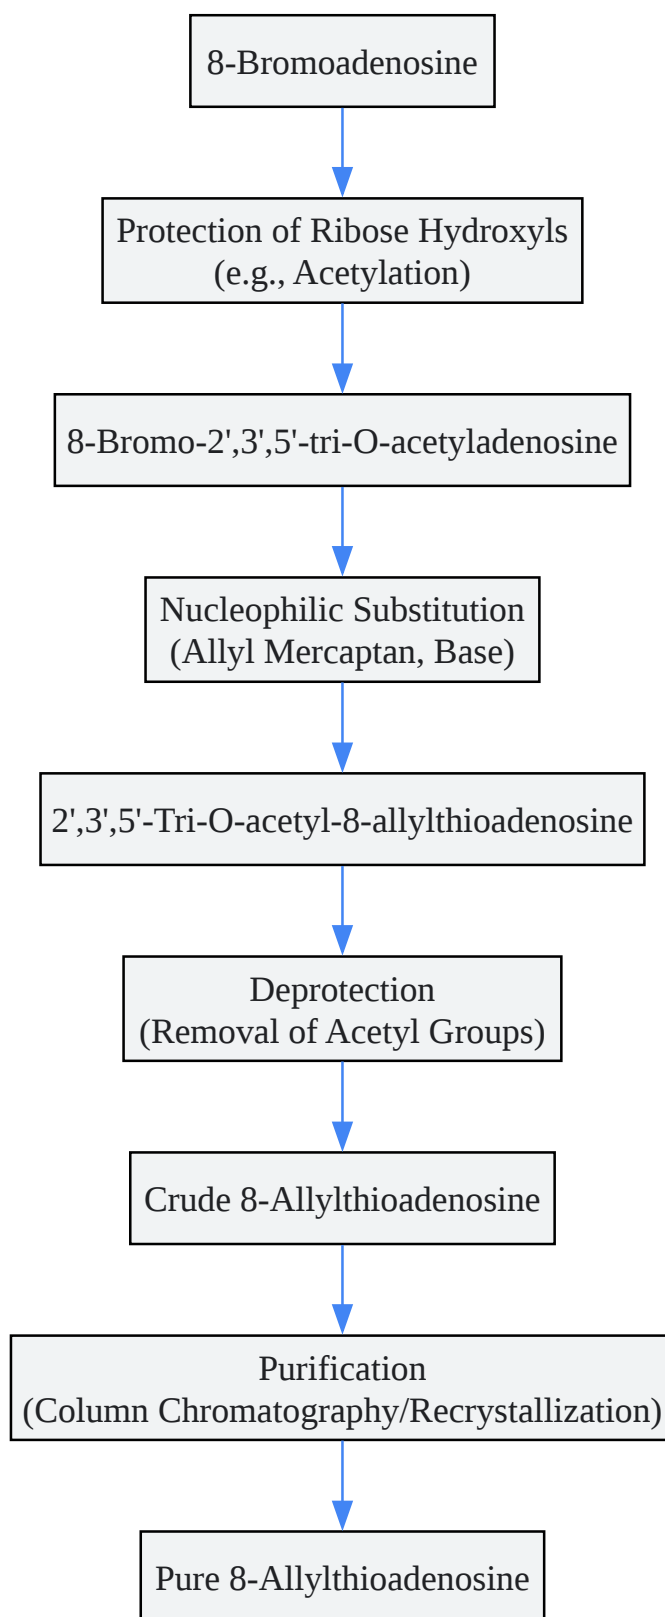 8-Bromoadenosine
Protection of Ribose Hydroxyls
(e.g., Acetylation)
8-Bromo-2',3',5'-tri-O-acetyladenosine
Nucleophilic Substitution
(Allyl Mercaptan, Base)
2',3',5'-Tri-O-acetyl-8-allylthioadenosine
Deprotection
(Removal of Acetyl Groups)
Crude 8-Allylthioadenosine
Purification
(Column Chromatography/Recrystallization)
Pure 8-Allylthioadenosine